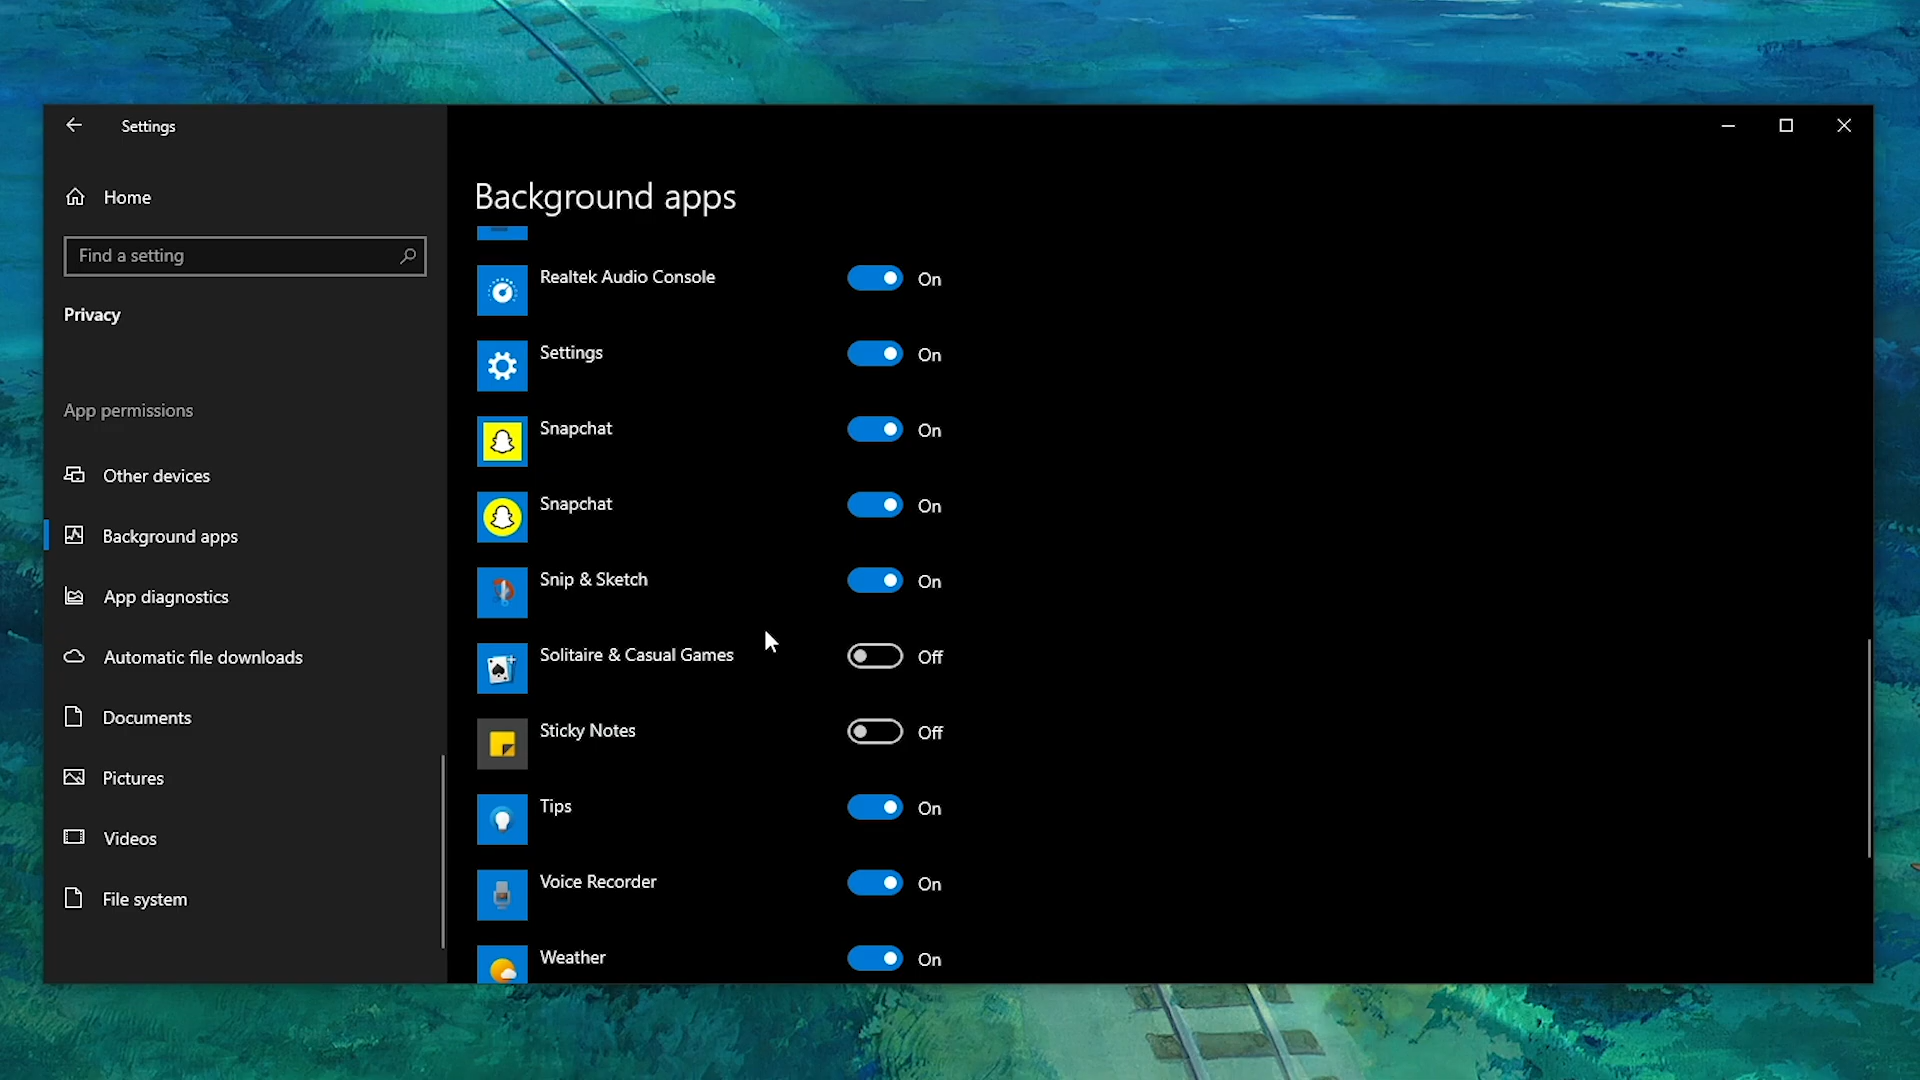 Settings
Home
Find a setting
Privacy
App permissions
Other devices
Background apps
App diagnostics
Automatic file downloads
Documents
Pictures
Videos
File system
Background apps
Realtek Audio Console On
Settings On
Snapchat On
Snapchat On
Snip & Sketch On
Solitaire & Casual Games Off
Sticky Notes Off
Tips On
Voice Recorder On
Weather On